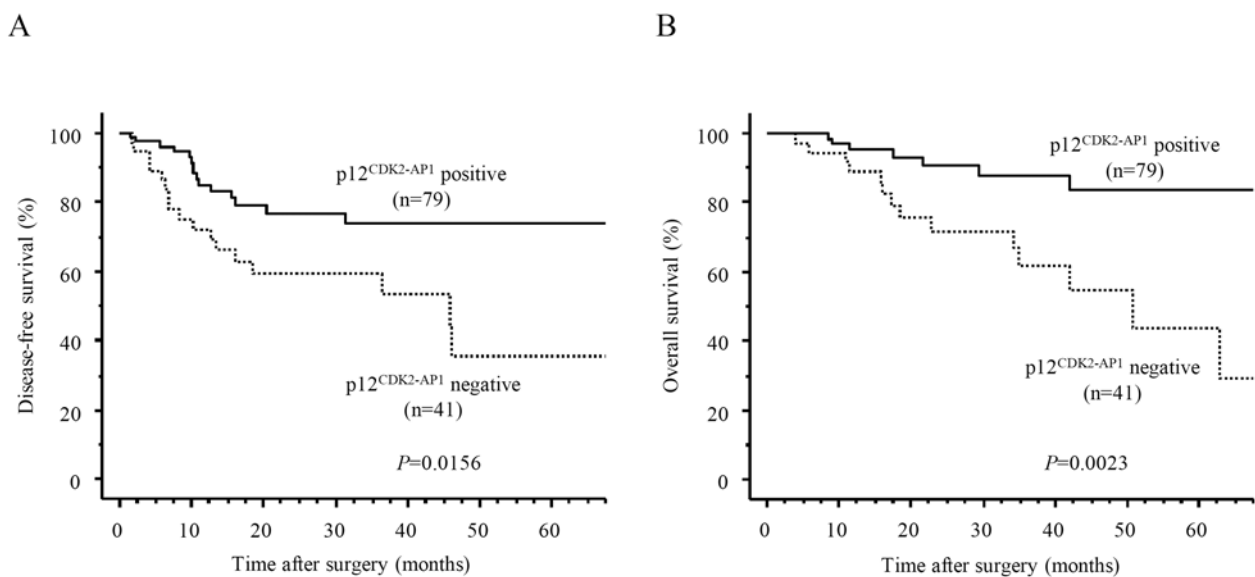 A
100
80
60
40
20
0
Disease-free survival (%)
p12CDK2-AP1 positive
(n=79)
p12CDK2-AP1 negative
(n=41)
P=0.0156
0 10 20 30 40 50 60
Time after surgery (months)
B
100
80
60
40
20
0
Overall survival (%)
p12CDK2-AP1 positive
(n=79)
p12CDK2-AP1 negative
(n=41)
P=0.0023
0 10 20 30 40 50 60
Time after surgery (months)